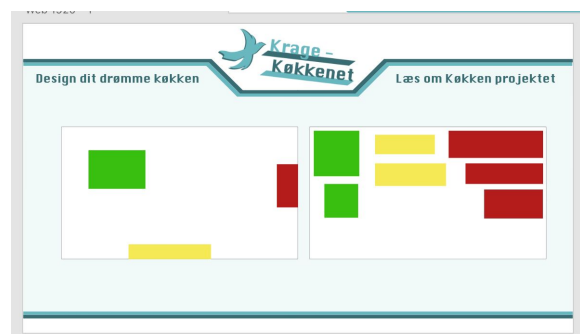 Krage –
Køkkenet
Design dit drømme køkken
Læs om Køkken projektet